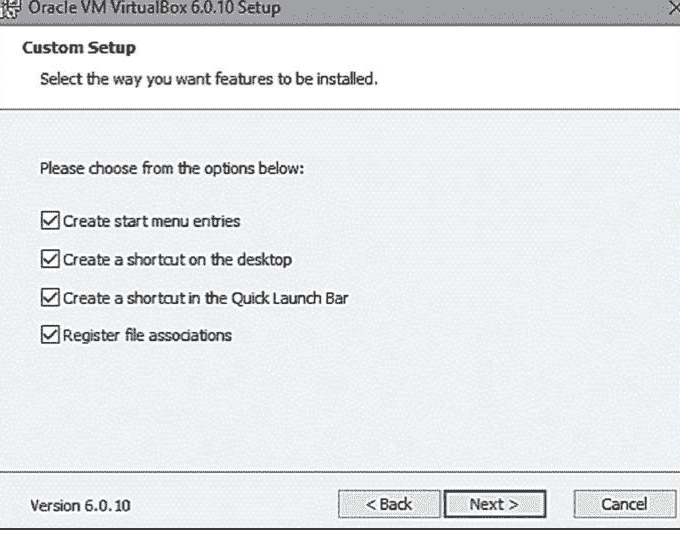 Oracle VM VirtualBox 6.0.10 Setup
Custom Setup
Select the way you want features to be installed.
Please choose from the options below:
Create start menu entries
Create a shortcut on the desktop
Create a shortcut in the Quick Launch Bar
Register file associations
Version 6.0.10
< Back
Next >
Cancel